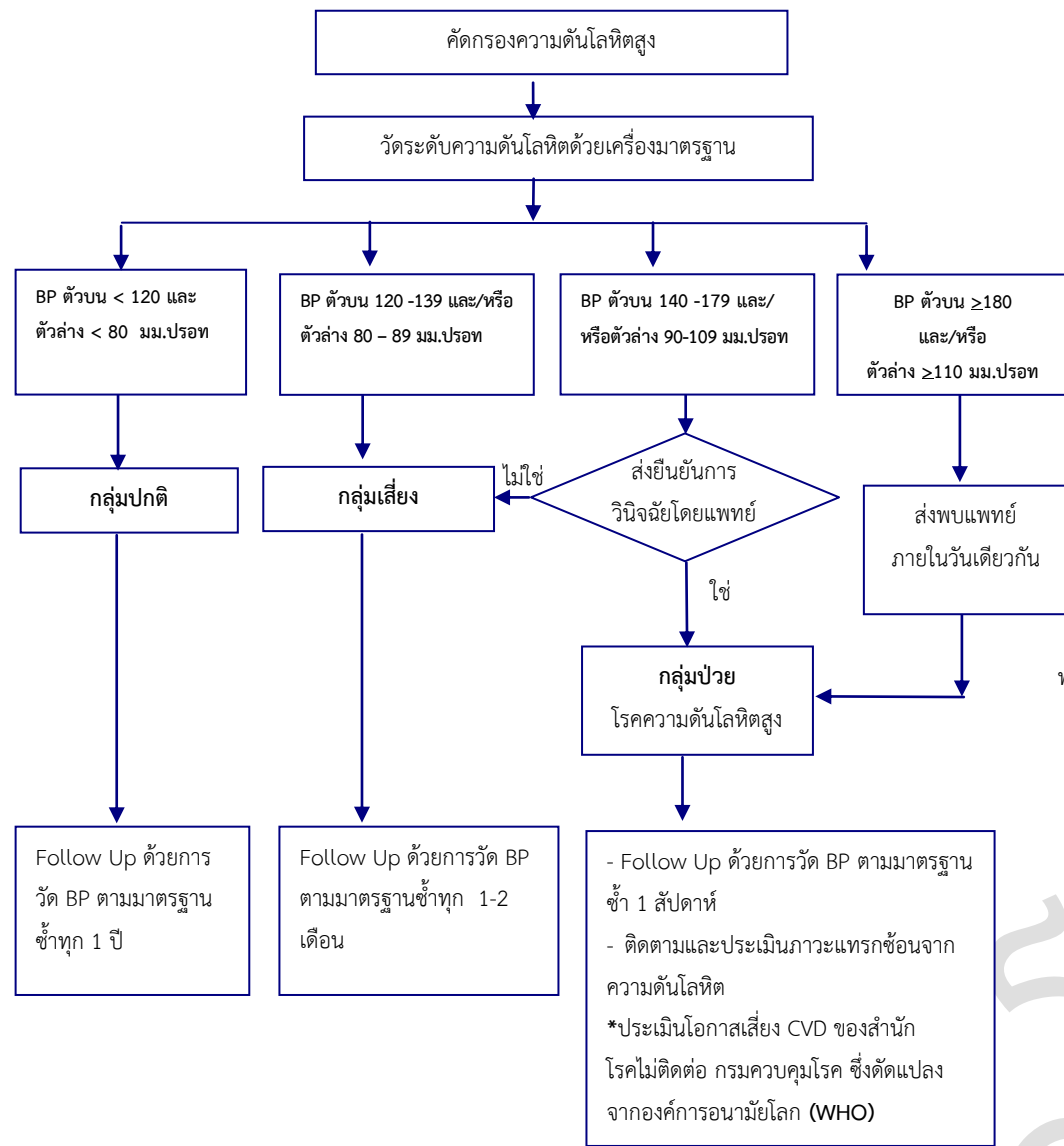 คัดกรองความดันโลหิตสูง
วัดระดับความดันโลหิตด้วยเครื่องมาตรฐาน
BP ตัวบน < 120 และ
ตัวล่าง < 80 มม.ปรอท
BP ตัวบน 120 -139 และ/หรือ
ตัวล่าง 80 – 89 มม.ปรอท
BP ตัวบน 140 -179 และ/
หรือตัวล่าง 90-109 มม.ปรอท
BP ตัวบน ≥180
และ/หรือ
ตัวล่าง ≥110 มม.ปรอท
กลุ่มปกติ
กลุ่มเสี่ยง
ไม่ใช่
ส่งยืนยันการ
วินิจฉัยโดยแพทย์
ส่งพบแพทย์
ภายในวันเดียวกัน
ใช่
กลุ่มป่วย
โรคความดันโลหิตสูง
Follow Up ด้วยการ
วัด BP ตามมาตรฐาน
ซ้ำทุก 1 ปี
Follow Up ด้วยการวัด BP
ตามมาตรฐานซ้ำทุก 1-2
เดือน
- Follow Up ด้วยการวัด BP ตามมาตรฐาน
ซ้ำ 1 สัปดาห์
- ติดตามและประเมินภาวะแทรกซ้อนจาก
ความดันโลหิต
*ประเมินโอกาสเสี่ยง CVD ของสำนัก
โรคไม่ติดต่อ กรมควบคุมโรค ซึ่งดัดแปลง
จากองค์การอนามัยโลก (WHO)